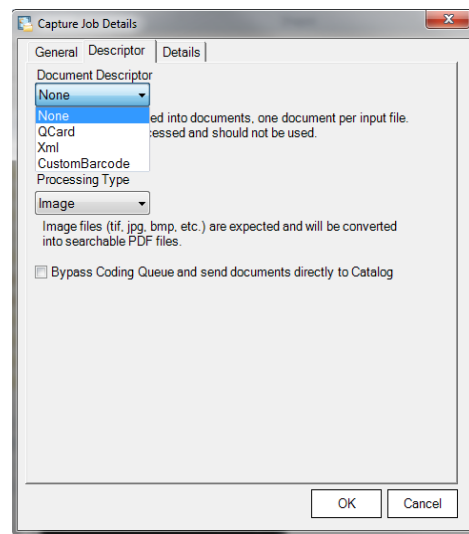 Capture Job Details
General Descriptor Details
Document Descriptor
None
None
ed into documents, one document per input file.
QCard
cessed and should not be used.
Xml
CustomBarcode
Processing Type
Image
Image files (tif, jpg, bmp, etc.) are expected and will be converted
into searchable PDF files.
Bypass Coding Queue and send documents directly to Catalog
OK Cancel